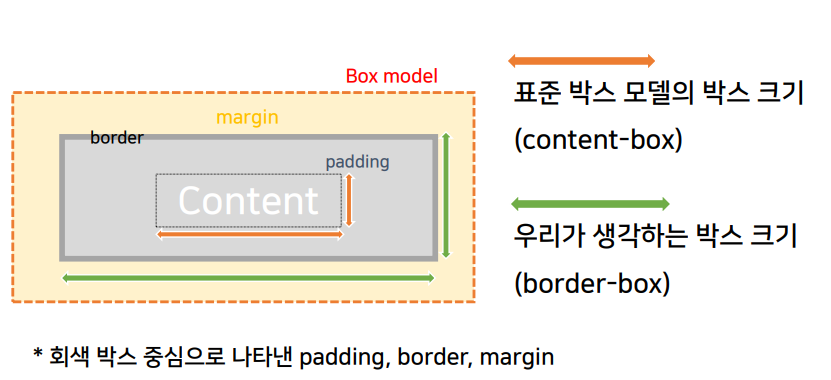 Box model
margin
border
padding
Content
표준 박스 모델의 박스 크기
(content-box)
우리가 생각하는 박스 크기
(border-box)
* 회색 박스 중심으로 나타낸 padding, border, margin